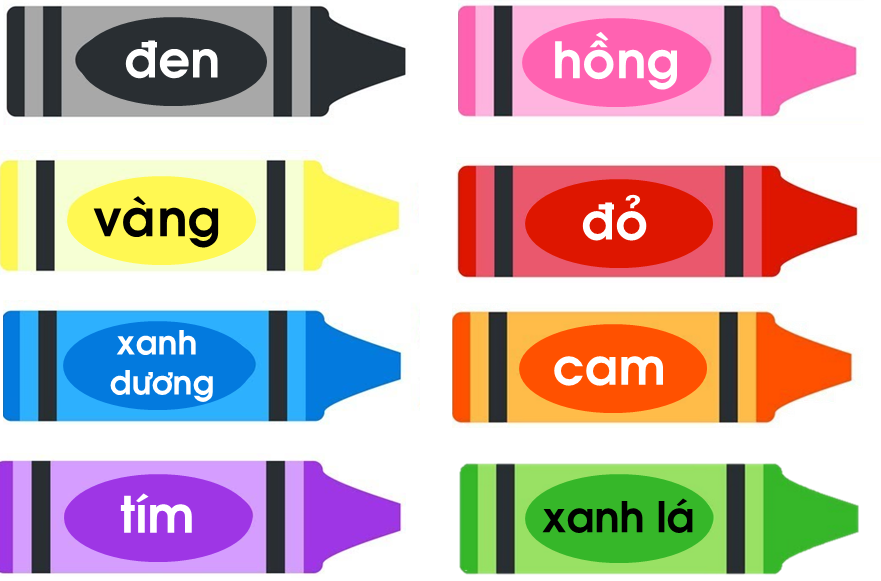 đen
hồng
vàng
đỏ
xanh
dương
cam
tím
xanh lá